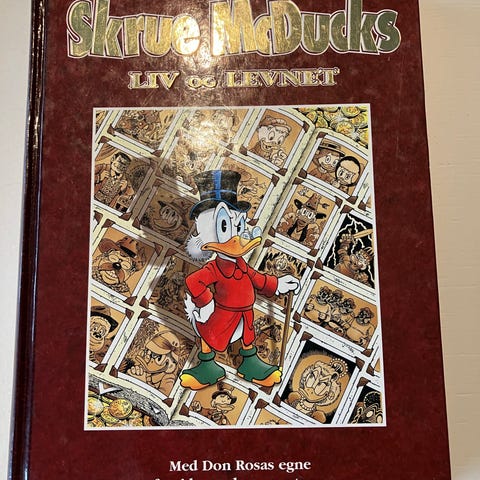 Skrue McDucks
LIV OG LEVNET
Med Don Rosas egne